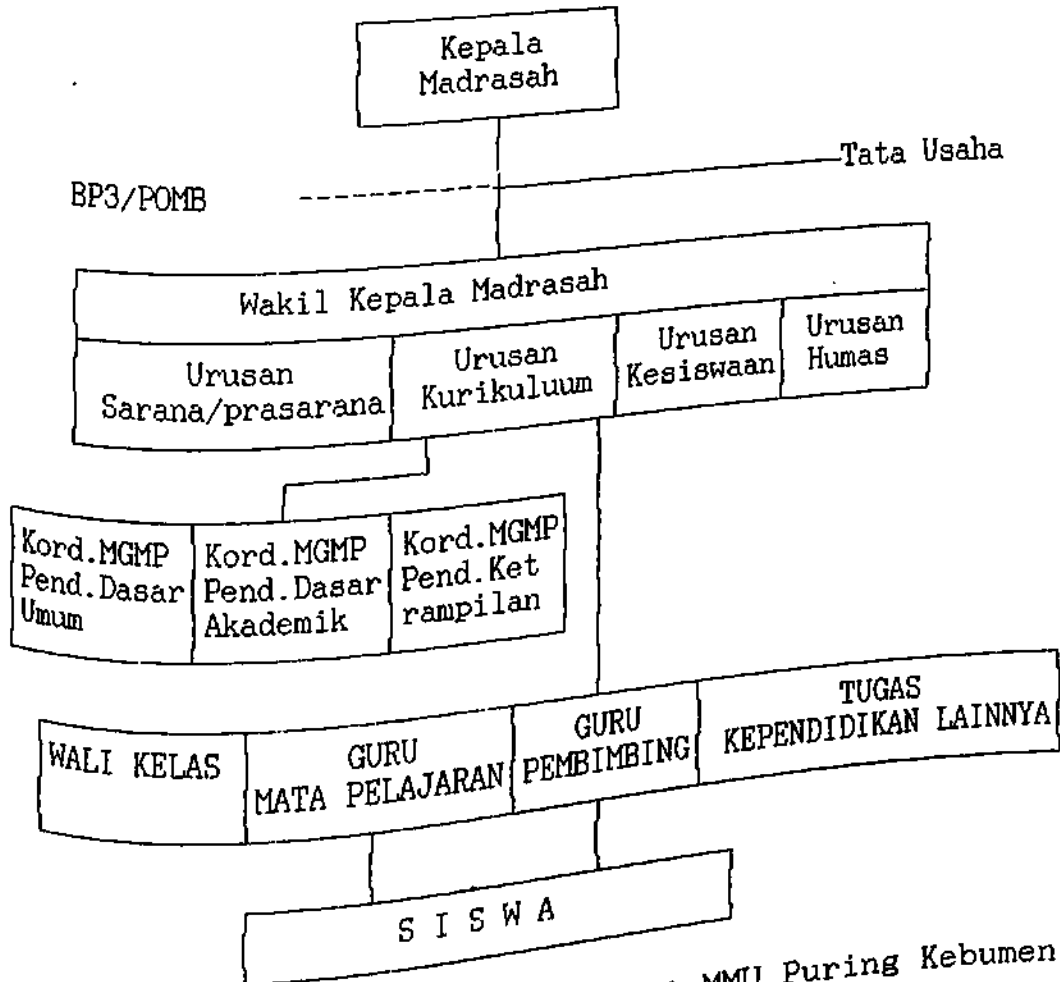 Kepala
Madrasah
Tata Usaha
BP3/POMB
Wakil Kepala Madrasah
Urusan
Sarana/prasarana
Urusan
Kurikuluum
Urusan
Kesiswaan
Urusan
Humas
Kord.MGMP
Pend.Dasar
Umum
Kord.MGMP
Pend.Dasar
Akademik
Kord.MGMP
Pend.Ket
rampilan
WALI KELAS
GURU
MATA PELAJARAN
GURU
PEMBIMBING
TUGAS
KEPENDIDIKAN LAINNYA
S I S W A
MMU Puring Kebumen